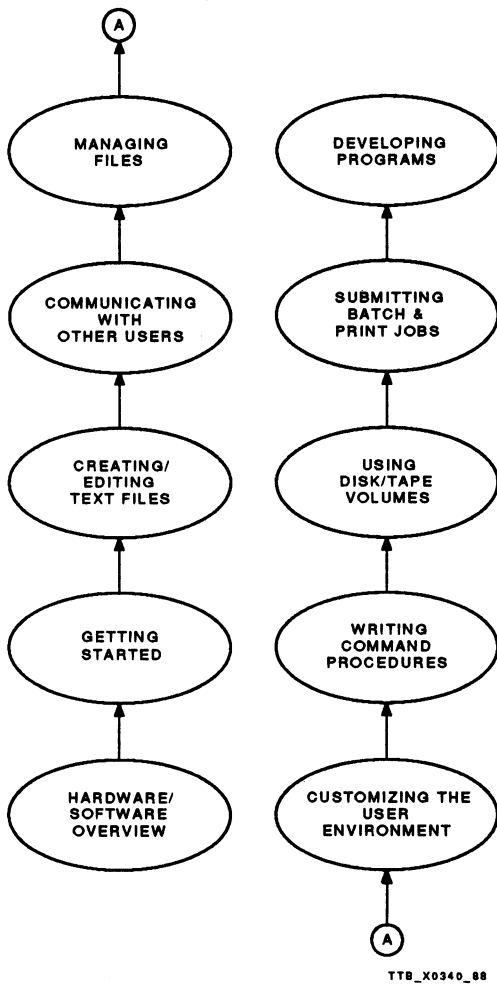 A
MANAGING
FILES
COMMUNICATING
WITH
OTHER USERS
CREATING/
EDITING
TEXT FILES
GETTING
STARTED
HARDWARE/
SOFTWARE
OVERVIEW
DEVELOPING
PROGRAMS
SUBMITTING
BATCH &
PRINT JOBS
USING
DISK/TAPE
VOLUMES
WRITING
COMMAND
PROCEDURES
CUSTOMIZING THE
USER
ENVIRONMENT
A
TTB_X0340_88